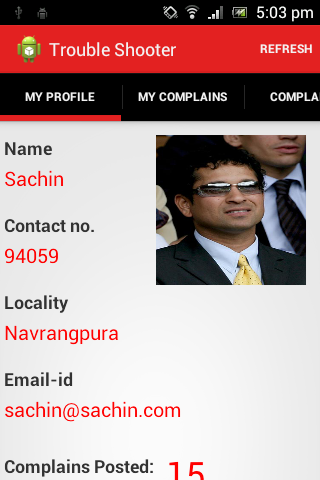 5:03 pm
Trouble Shooter
REFRESH
MY PROFILE
MY COMPLAINS
COMPLA
Name
Sachin
Contact no.
94059
Locality
Navrangpura
Email-id
sachin@sachin.com
Complains Posted: 15